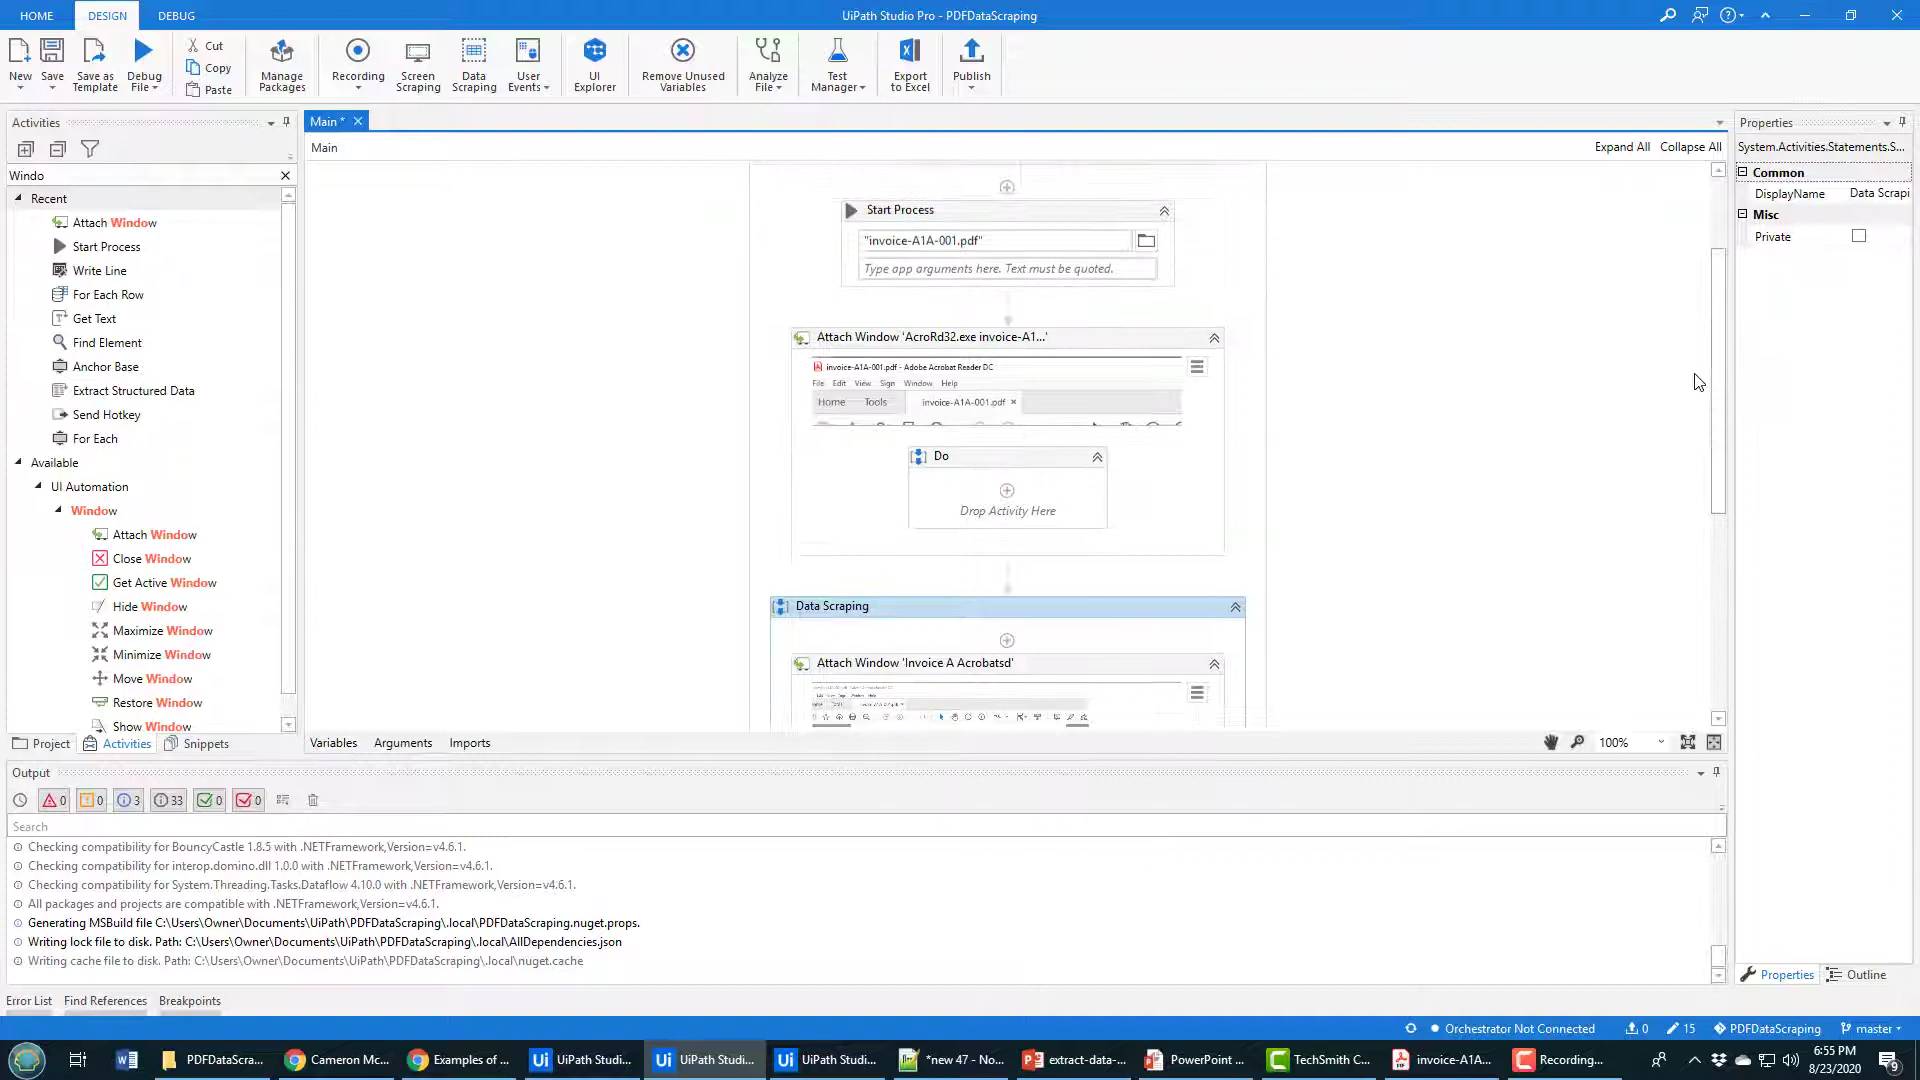 HOME DESIGN DEBUG UiPath Studio Pro - PDFDataScraping
New
Save
Save as
Template
Debug
File
Cut
Copy
Paste
Manage
Packages
Recording
Screen
Scraping
Data
Scraping
User
Events
UI
Explorer
Remove Unused
Variables
Analyze
File
Test
Manager
Export
to Excel
Publish
Activities
Windo
Recent
Attach Window
Start Process
Write Line
For Each Row
Get Text
Find Element
Anchor Base
Extract Structured Data
Send Hotkey
For Each
Available
UI Automation
Window
Attach Window
Close Window
Get Active Window
Hide Window
Maximize Window
Minimize Window
Move Window
Restore Window
Show Window
Project Activities Snippets
Main *
Main Expand All Collapse All
Start Process
"invoice-A1A-001.pdf"
Type app arguments here. Text must be quoted.
Attach Window 'AcroRd32.exe invoice-A1...'
invoice-A1A-001.pdf - Adobe Acrobat Reader DC
File Edit View Sign Window Help
Home Tools invoice-A1A-001.pdf ×
Do
Drop Activity Here
Data Scraping
Attach Window 'Invoice A Acrobatsd'
Variables Arguments Imports 100%
Properties
System.Activities.Statements.S...
Common
DisplayName Data Scrapi
Misc
Private
Properties Outline
Output
0 0 3 33 0 0
Search
Checking compatibility for BouncyCastle 1.8.5 with .NETFramework,Version=v4.6.1.
Checking compatibility for interop.domino.dll 1.0.0 with .NETFramework,Version=v4.6.1.
Checking compatibility for System.Threading.Tasks.Dataflow 4.10.0 with .NETFramework,Version=v4.6.1.
All packages and projects are compatible with .NETFramework,Version=v4.6.1.
Generating MSBuild file C:\Users\Owner\Documents\UiPath\PDFDataScraping\.local\PDFDataScraping.nuget.props.
Writing lock file to disk. Path: C:\Users\Owner\Documents\UiPath\PDFDataScraping\.local\AllDependencies.json
Writing cache file to disk. Path: C:\Users\Owner\Documents\UiPath\PDFDataScraping\.local\nuget.cache
Error List Find References Breakpoints
Orchestrator Not Connected 0 15 PDFDataScraping master
PDFDataScra... Cameron Mc... Examples of ... UiPath Studi... UiPath Studi... UiPath Studi... *new 47 - No... extract-data-... PowerPoint ... TechSmith C... invoice-A1A... Recording...
6:55 PM
8/23/2020
9